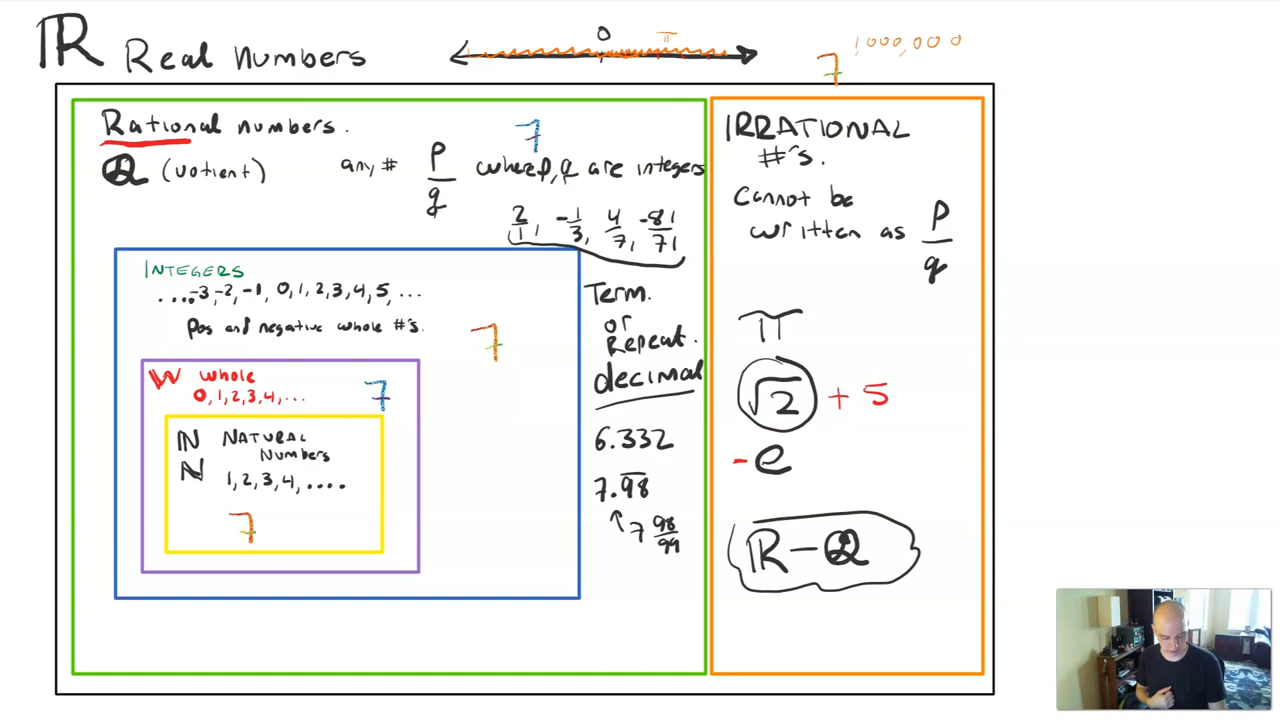 ℝ Real Numbers
0
π
7 1,000,000
Rational numbers.
ℚ (uotient)
any # p/q where p, q are integers
7
2/1, -1/3, 4/7, -81/71
INTEGERS
.....-3,-2,-1, 0,1,2,3,4,5,...
Pos and negative whole #'s.
7
W whole
0,1,2,3,4,...
7
ℕ NATURAL
Numbers
N
1,2,3,4,....
7
Term.
or
Repeat.
decimal
6.332
7.9̅8̅
↑7 98/99
IRRATIONAL
#'s.
Cannot be
written as p/q
π
√2 + 5
-e
ℝ-ℚ